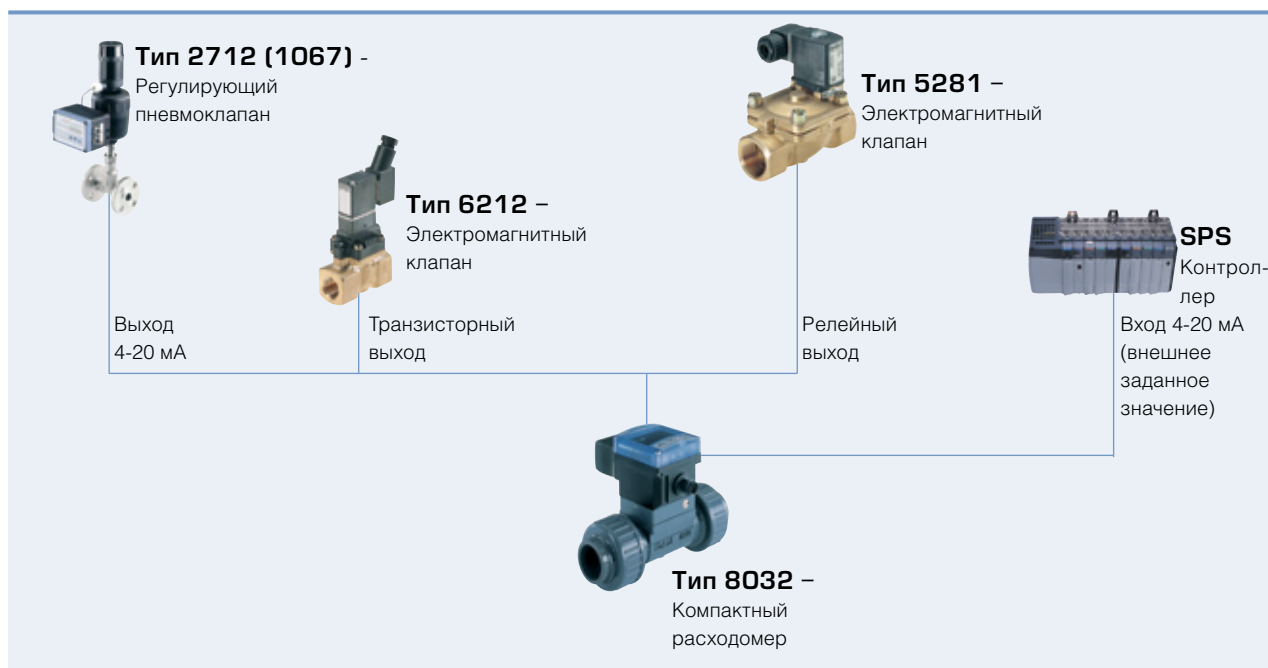 Тип 2712 (1067) -
Регулирующий
пневмоклапан
Тип 5281 –
Электромагнитный
клапан
Тип 6212 –
Электромагнитный
клапан
SPS
Контрол-
лер
Выход
4-20 мА
Транзисторный
выход
Релейный
выход
Вход 4-20 мА
(внешнее
заданное
значение)
Тип 8032 –
Компактный
расходомер